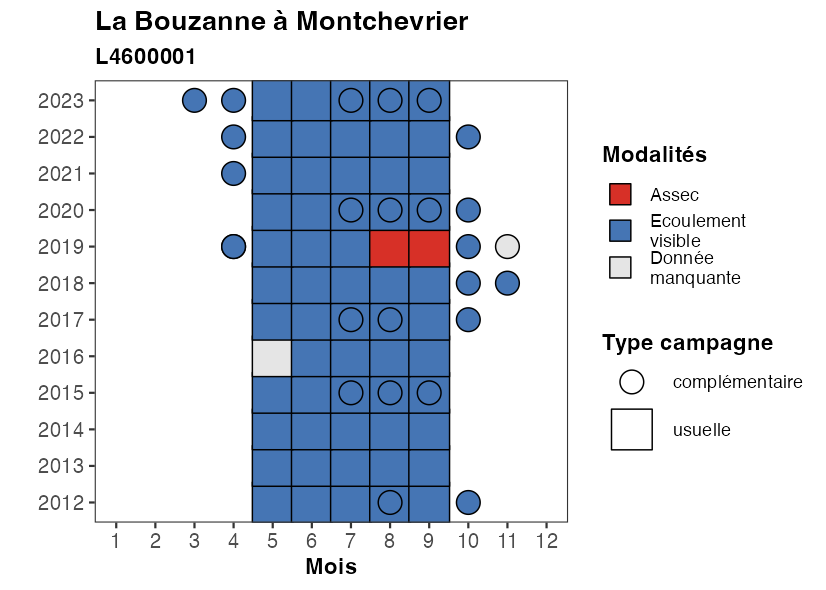 La Bouzanne à Montchevrier
L4600001
2023
2022
2021
2020
2019
2018
2017
2016
2015
2014
2013
2012
1 2 3 4 5 6 7 8 9 10 11 12
Mois
Modalités
Assec
Ecoulement
visible
Donnée
manquante
Type campagne
complémentaire
usuelle